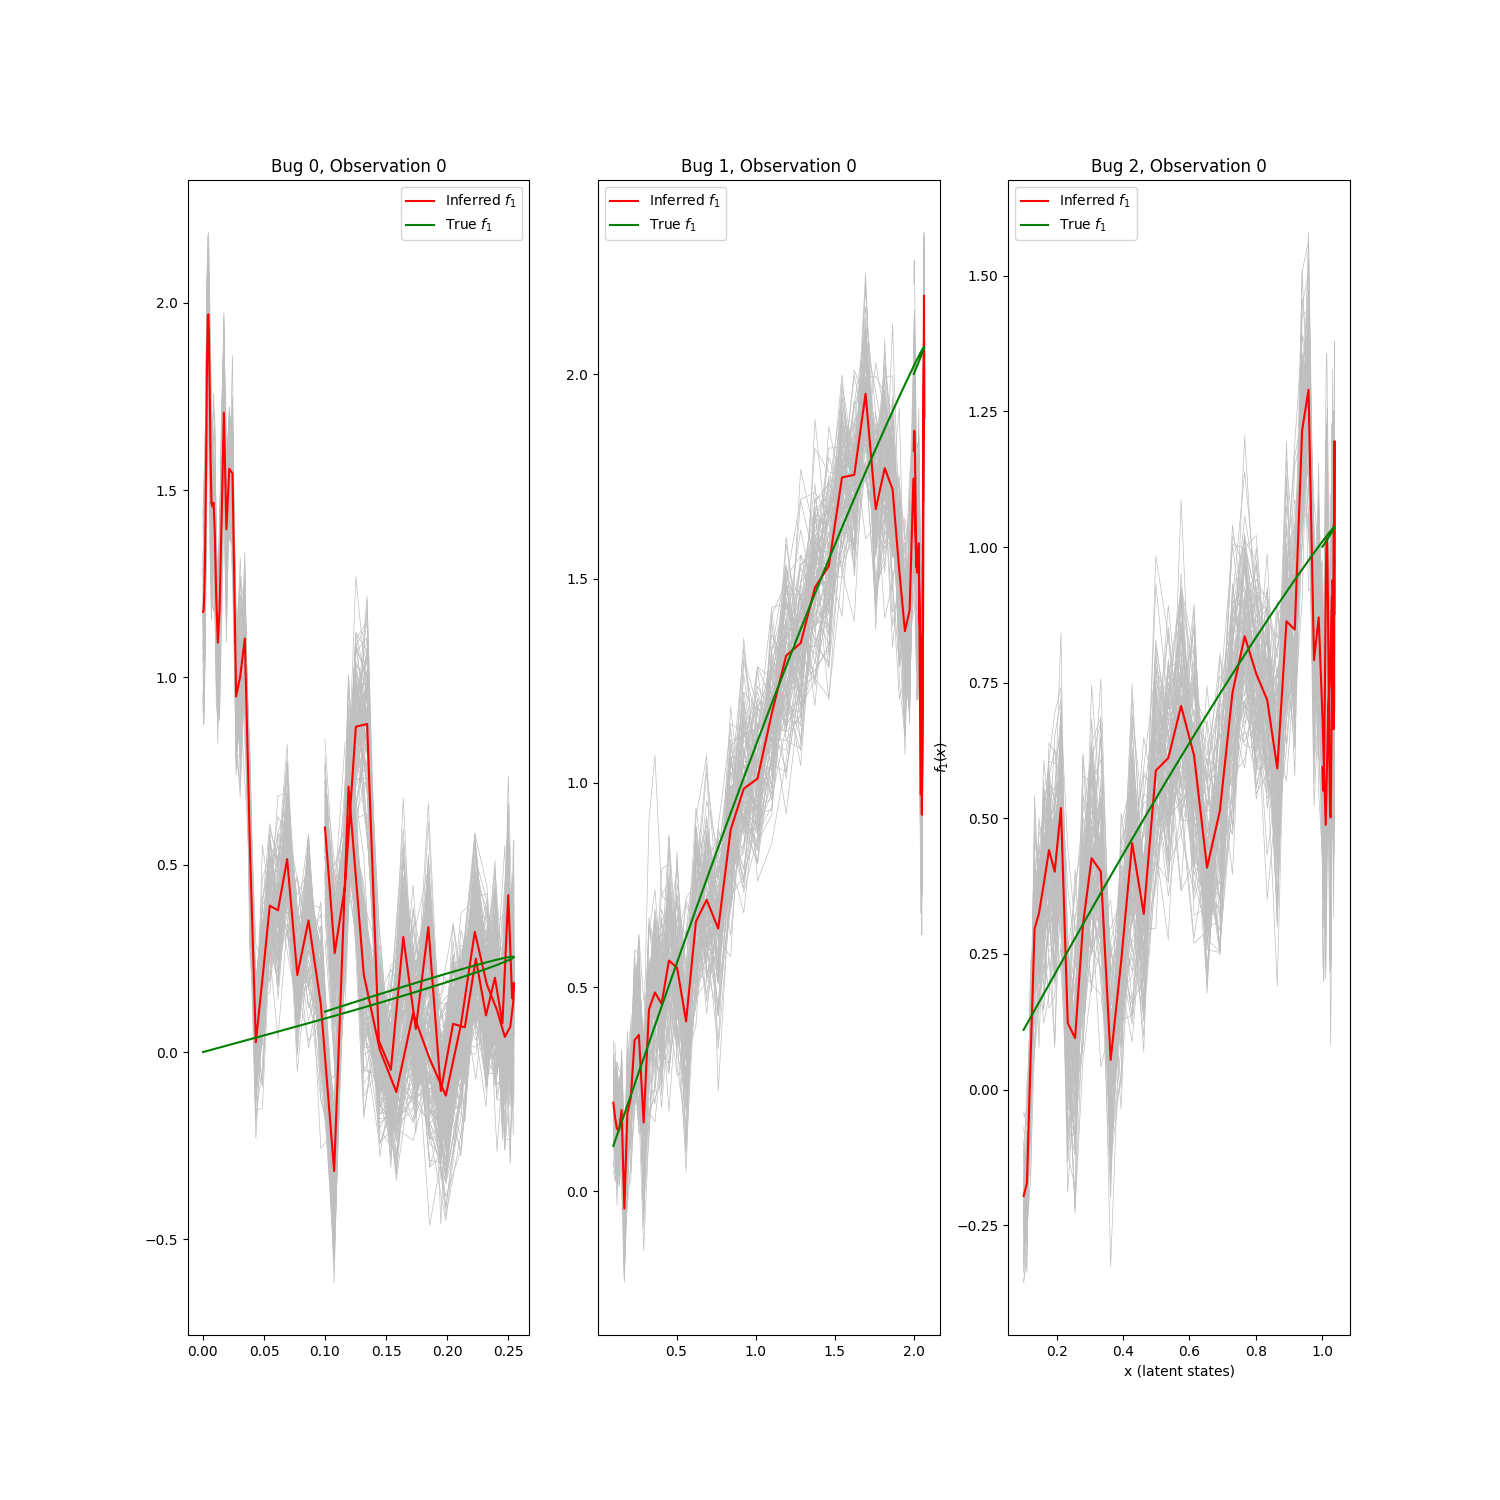 Bug 0, Observation 0
Inferred f₁
True f₁
2.0
1.5
1.0
0.5
0.0
−0.5
0.00 0.05 0.10 0.15 0.20 0.25
Bug 1, Observation 0
Inferred f₁
True f₁
2.0
1.5
1.0
0.5
0.0
0.5 1.0 1.5 2.0
Bug 2, Observation 0
Inferred f₁
True f₁
f₁(x)
1.50
1.25
1.00
0.75
0.50
0.25
0.00
−0.25
0.2 0.4 0.6 0.8 1.0
x (latent states)